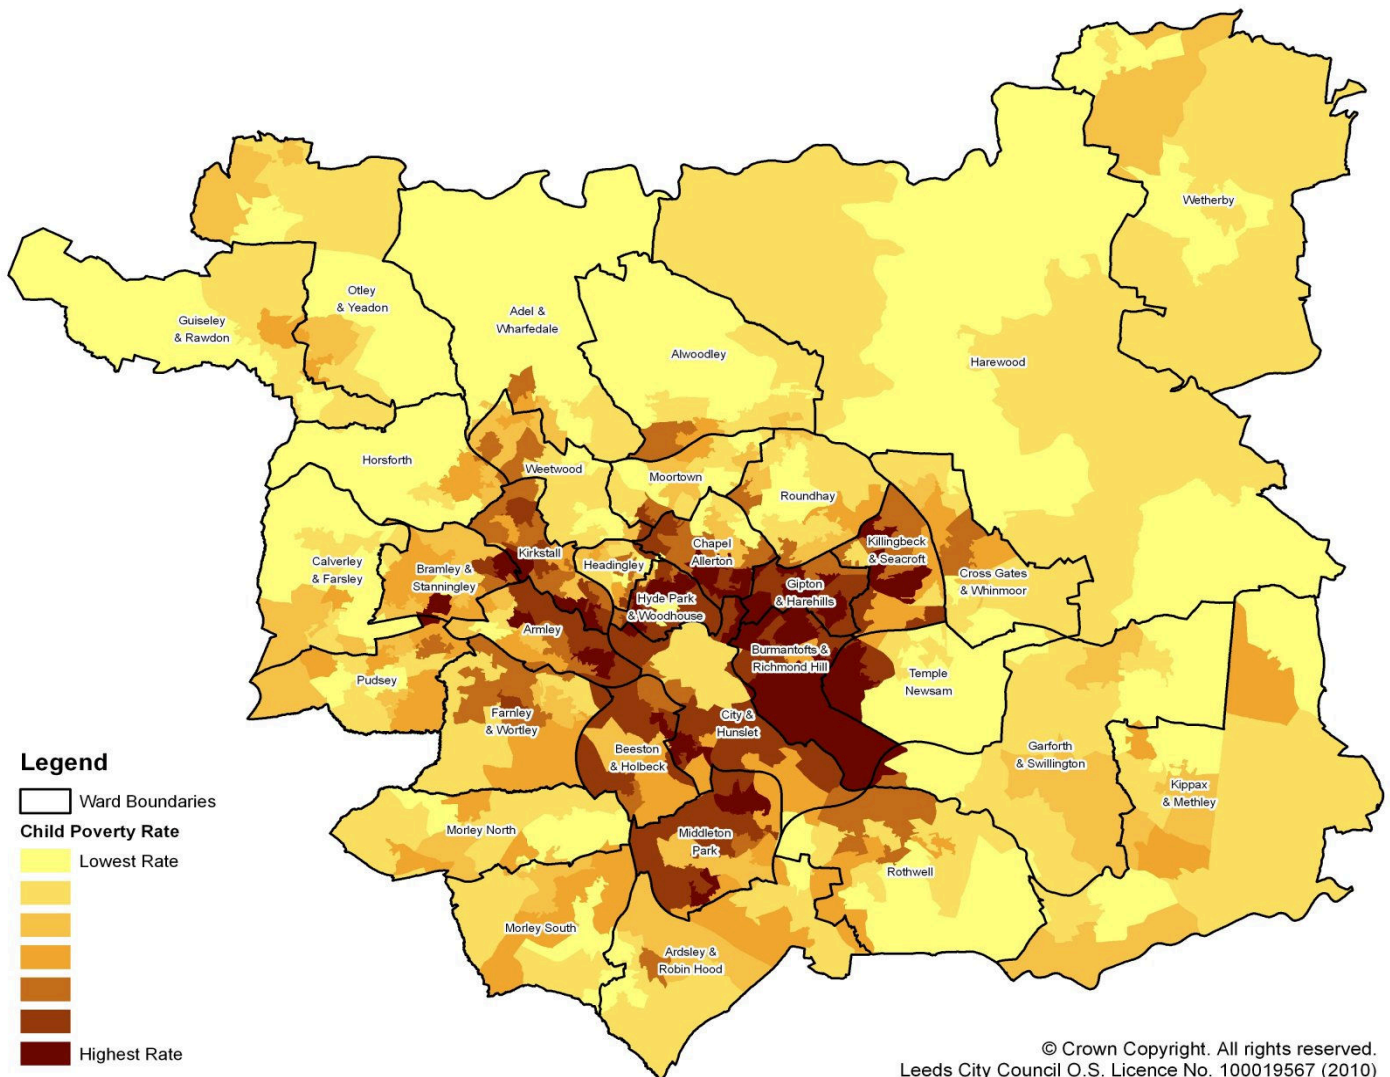 Wetherby
Otley
& Yeadon
Guiseley
& Rawdon
Adel &
Wharfedale
Alwoodley
Harewood
Horsforth
Weetwood
Moortown
Roundhay
Calverley
& Farsley
Bramley &
Stanningley
Kirkstall
Headingley
Chapel
Allerton
Killingbeck
& Seacroft
Cross Gates
& Whinmoor
Hyde Park
& Woodhouse
Gipton
& Harehills
Armley
Burmantofts &
Richmond Hill
Temple
Newsam
Pudsey
Farnley
& Wortley
City &
Hunslet
Beeston
& Holbeck
Garforth
& Swillington
Kippax
& Methley
Morley North
Middleton
Park
Rothwell
Morley South
Ardsley &
Robin Hood
Legend
Ward Boundaries
Child Poverty Rate
Lowest Rate
Highest Rate
© Crown Copyright. All rights reserved.
Leeds City Council O.S. Licence No. 100019567 (2010)